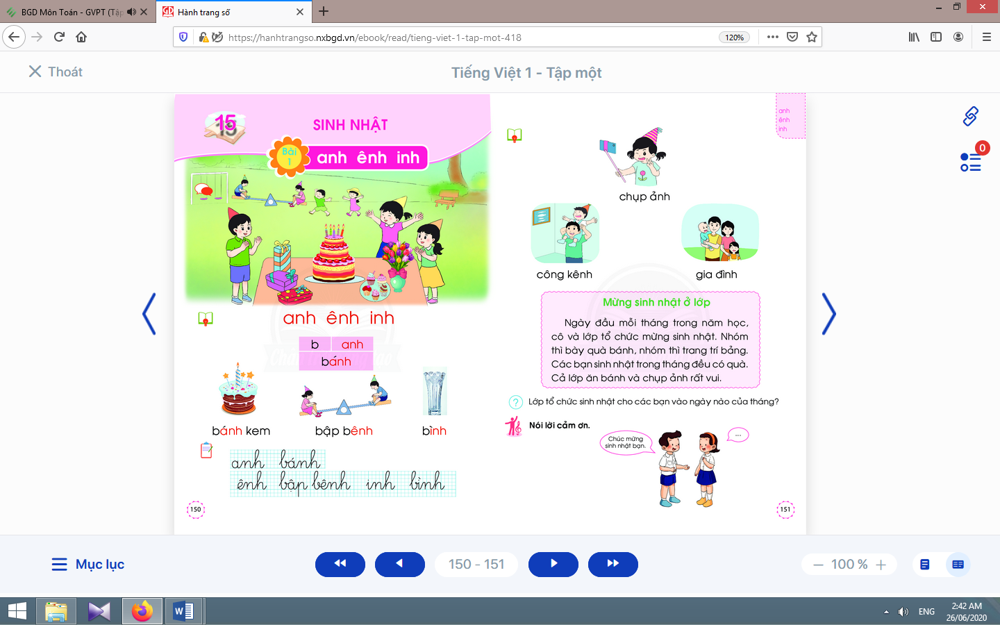 BGD Môn Toán - GVPT (Tập
Hành trang số
https://hanhtrangso.nxbgd.vn/ebook/read/tieng-viet-1-tap-mot-418
120%
Thoát
Tiếng Việt 1 - Tập một
15
SINH NHẬT
Bài
1
anh ênh inh
anh ênh inh
b anh
bánh
bánh kem
bập bênh
bình
anh bánh
ênh bập bênh inh bình
150
anh
ênh
inh
chụp ảnh
công kênh
gia đình
Mừng sinh nhật ở lớp
Ngày đầu mỗi tháng trong năm học,
cô và lớp tổ chức mừng sinh nhật. Nhóm
thì bày quà bánh, nhóm thì trang trí bảng.
Các bạn sinh nhật trong tháng đều có quà.
Cả lớp ăn bánh và chụp ảnh rất vui.
? Lớp tổ chức sinh nhật cho các bạn vào ngày nào của tháng?
Nói lời cảm ơn.
Chúc mừng
sinh nhật bạn.
...
151
0
Mục lục
150 - 151
100 %
ENG
2:42 AM
26/06/2020